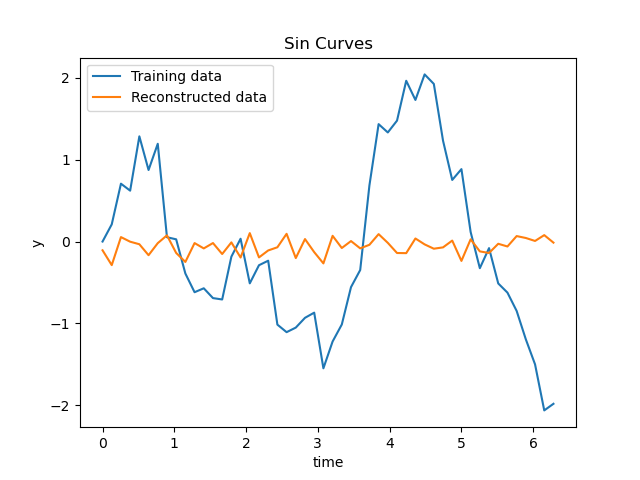 Sin Curves
Training data
Reconstructed data
y
2
1
0
−1
−2
0 1 2 3 4 5 6
time